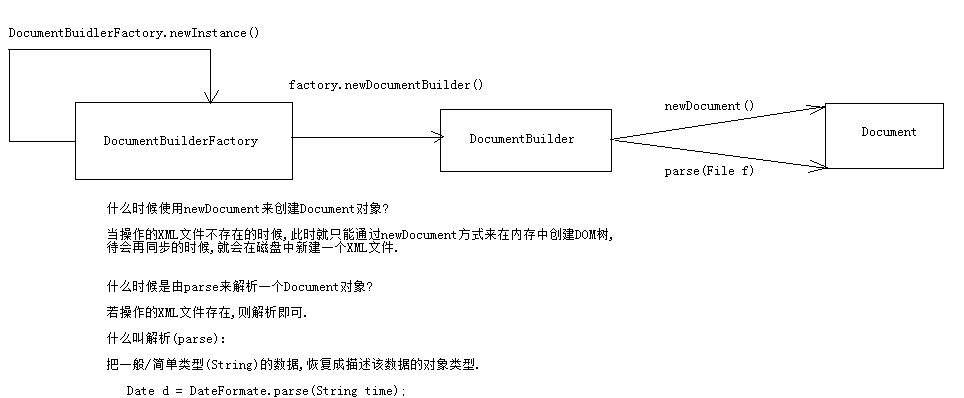 DocumentBuidlerFactory.newInstance()
factory.newDocumentBuilder()
DocumentBuilderFactory
DocumentBuilder
newDocument()
Document
parse(File f)
什么时候使用newDocument来创建Document对象?
当操作的XML文件不存在的时候,此时就只能通过newDocument方式来在内存中创建DOM树,
待会再同步的时候,就会在磁盘中新建一个XML文件.
什么时候是由parse来解析一个Document对象?
若操作的XML文件存在,则解析即可.
什么叫解析(parse):
把一般/简单类型(String)的数据,恢复成描述该数据的对象类型.
Date d = DateFormate.parse(String time);